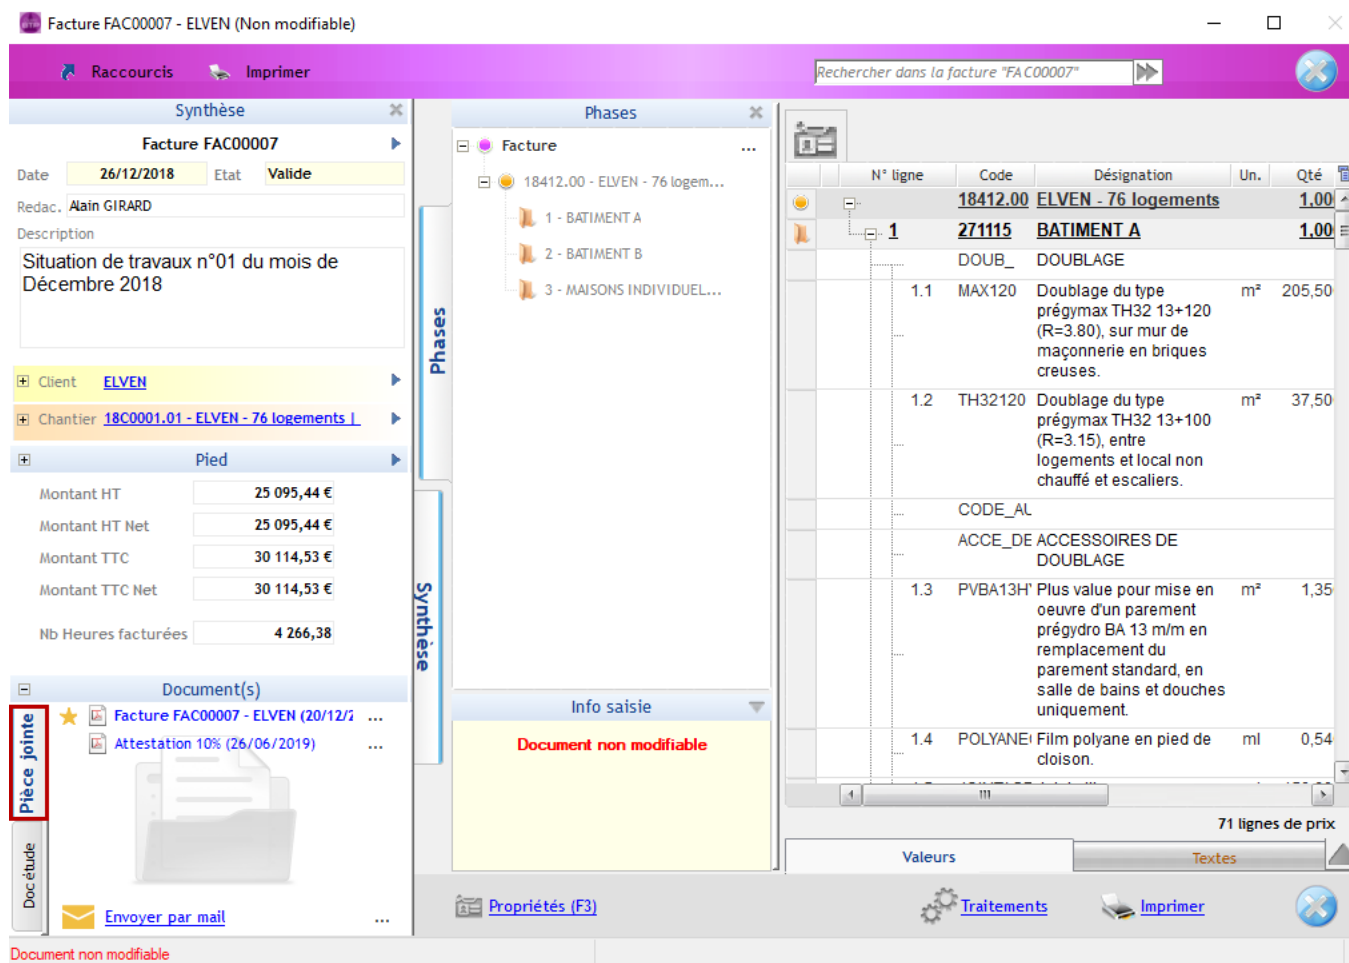 Facture FAC00007 - ELVEN (Non modifiable)
Raccourcis
Imprimer
Rechercher dans la facture "FAC00007"
Synthèse
Facture FAC00007
Date 26/12/2018 Etat Valide
Redac. Alain GIRARD
Description
Situation de travaux n°01 du mois de
Décembre 2018
Client ELVEN
Chantier 18C0001.01 - ELVEN - 76 logements |
Pied
Montant HT 25 095,44 €
Montant HT Net 25 095,44 €
Montant TTC 30 114,53 €
Montant TTC Net 30 114,53 €
Nb Heures facturées 4 266,38
Document(s)
Pièce jointe
Doc étude
Facture FAC00007 - ELVEN (20/12/2 ...
Attestation 10% (26/06/2019) ...
Envoyer par mail ...
Phases
Synthèse
Phases
Facture ...
18412.00 - ELVEN - 76 logem...
1 - BATIMENT A
2 - BATIMENT B
3 - MAISONS INDIVIDUEL...
Info saisie
Document non modifiable
Propriétés (F3)
N° ligne Code Désignation Un. Qté
18412.00 ELVEN - 76 logements 1,00
1 271115 BATIMENT A 1,00
DOUB_ DOUBLAGE
1.1 MAX120 Doublage du type m² 205,50
prégymax TH32 13+120
(R=3.80), sur mur de
maçonnerie en briques
creuses.
1.2 TH32120 Doublage du type m² 37,50
prégymax TH32 13+100
(R=3.15), entre
logements et local non
chauffé et escaliers.
CODE_AU
ACCE_DE ACCESSOIRES DE
DOUBLAGE
1.3 PVBA13H Plus value pour mise en m² 1,35
oeuvre d'un parement
prégydro BA 13 m/m en
remplacement du
parement standard, en
salle de bains et douches
uniquement.
1.4 POLYANE Film polyane en pied de ml 0,54
cloison.
71 lignes de prix
Valeurs
Textes
Traitements
Imprimer
Document non modifiable